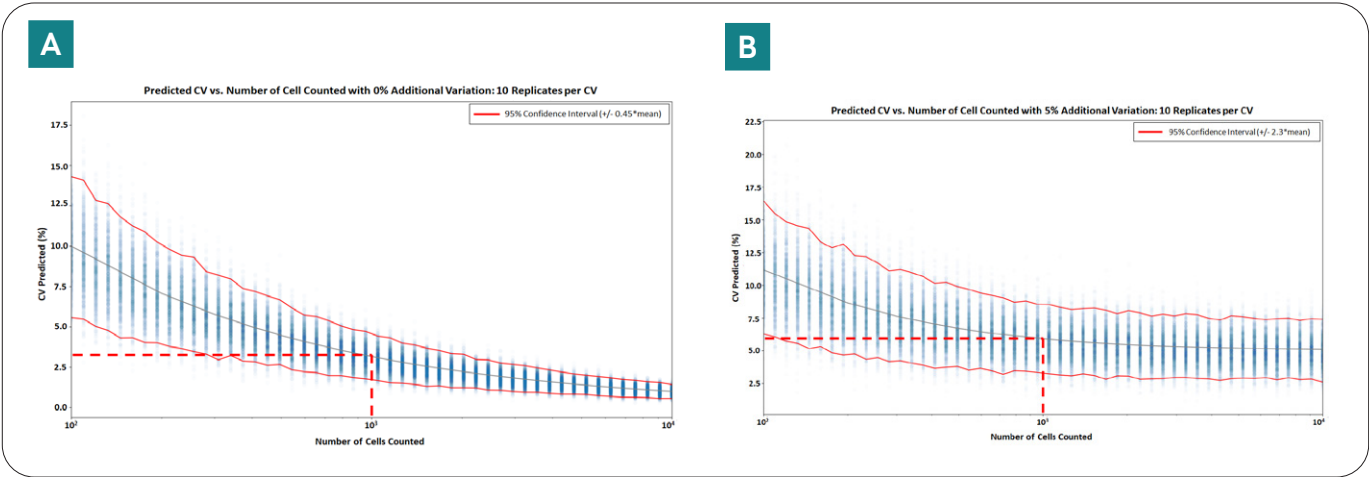 A
Predicted CV vs. Number of Cell Counted with 0% Additional Variation: 10 Replicates per CV
95% Confidence Interval (+/- 0.45*mean)
17.5
15.0
12.5
10.0
7.5
5.0
2.5
0.0
CV Predicted (%)
10² 10³ 10⁴
Number of Cells Counted
B
Predicted CV vs. Number of Cell Counted with 5% Additional Variation: 10 Replicates per CV
95% Confidence Interval (+/- 2.3*mean)
22.5
20.0
17.5
15.0
12.5
10.0
7.5
5.0
2.5
CV Predicted (%)
10³ 10³ 10⁴
Number of Cells Counted